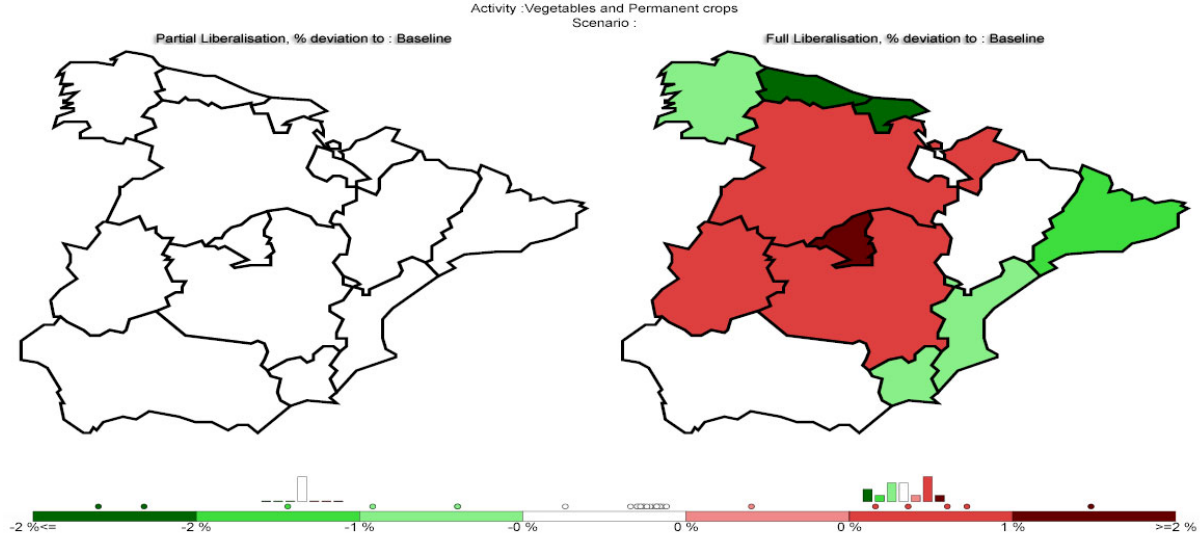 Activity :Vegetables and Permanent crops
Scenario :
Partial Liberalisation, % deviation to : Baseline
Full Liberalisation, % deviation to : Baseline
-2 %<=
-2 %
-1 %
-0 %
0 %
0 %
1 %
>=2 %